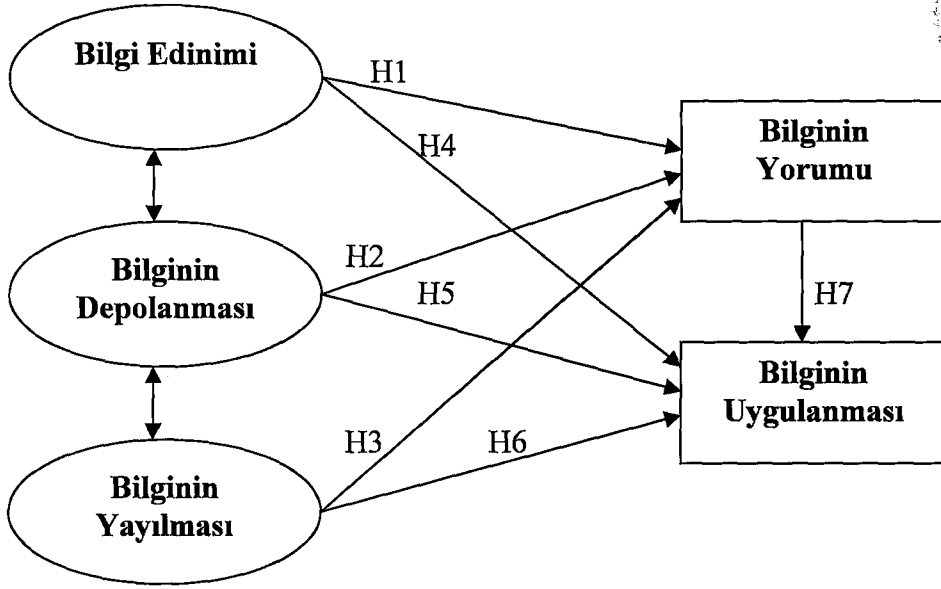 Bilgi Edinimi
H1
Bilginin
Yorumu
H4
Bilginin
Depolanması
H2
H5
H7
Bilginin
Uygulanması
H3
H6
Bilginin
Yayılması